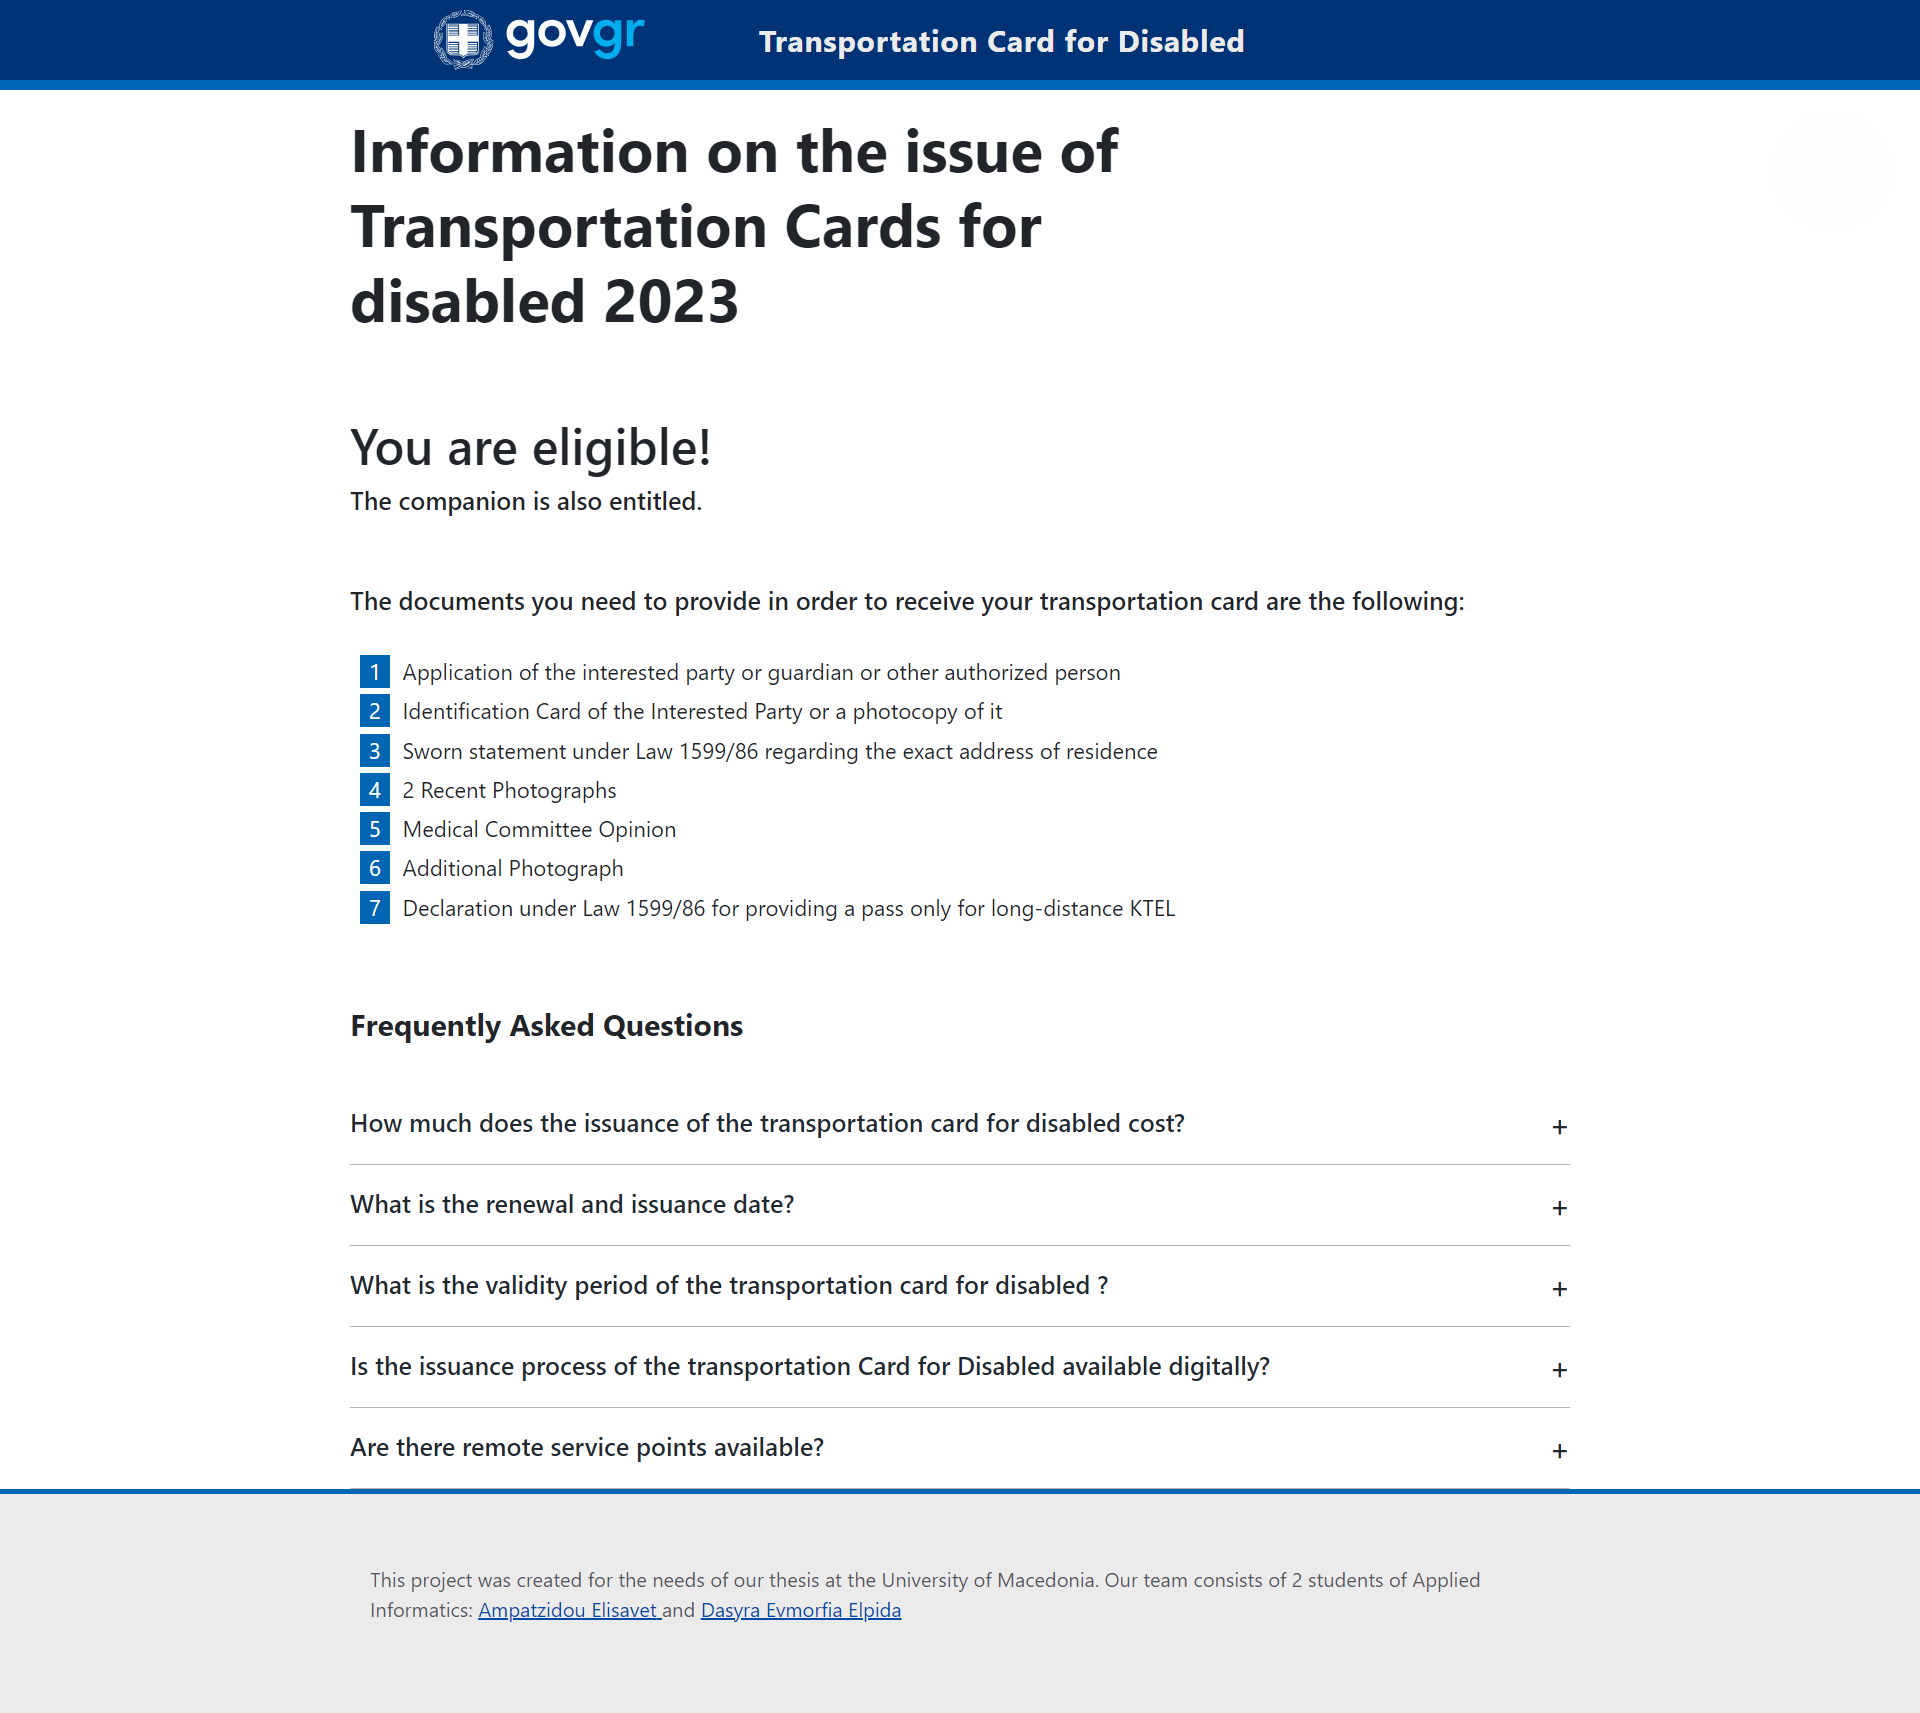 govgr
Transportation Card for Disabled
Information on the issue of
Transportation Cards for
disabled 2023
You are eligible!
The companion is also entitled.
The documents you need to provide in order to receive your transportation card are the following:
1 Application of the interested party or guardian or other authorized person
2 Identification Card of the Interested Party or a photocopy of it
3 Sworn statement under Law 1599/86 regarding the exact address of residence
4 2 Recent Photographs
5 Medical Committee Opinion
6 Additional Photograph
7 Declaration under Law 1599/86 for providing a pass only for long-distance KTEL
Frequently Asked Questions
How much does the issuance of the transportation card for disabled cost? +
What is the renewal and issuance date? +
What is the validity period of the transportation card for disabled ? +
Is the issuance process of the transportation Card for Disabled available digitally? +
Are there remote service points available? +
This project was created for the needs of our thesis at the University of Macedonia. Our team consists of 2 students of Applied
Informatics: Ampatzidou Elisavet and Dasyra Evmorfia Elpida